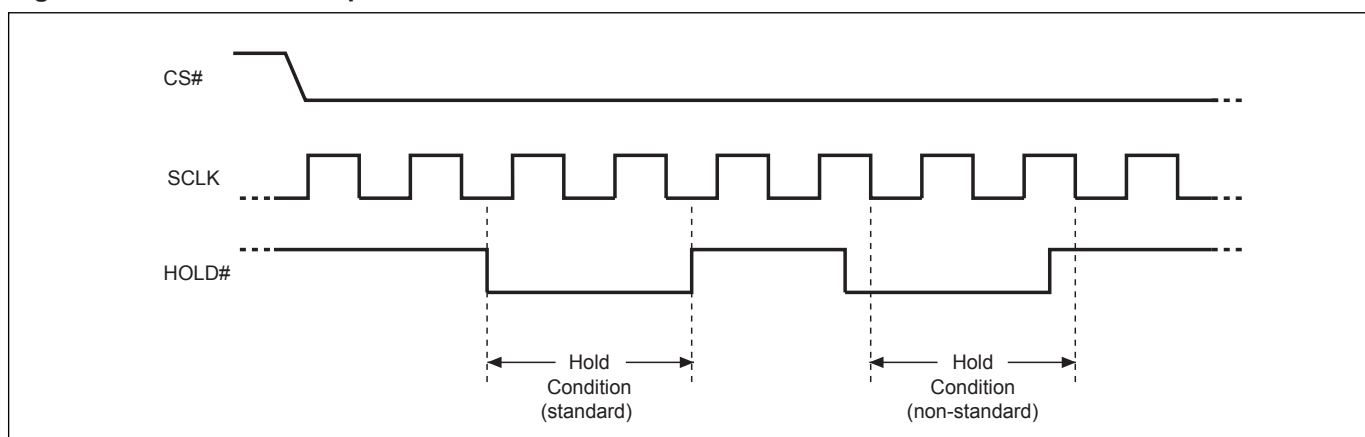 CS#
SCLK
HOLD#
Hold
Condition
(standard)
Hold
Condition
(non-standard)